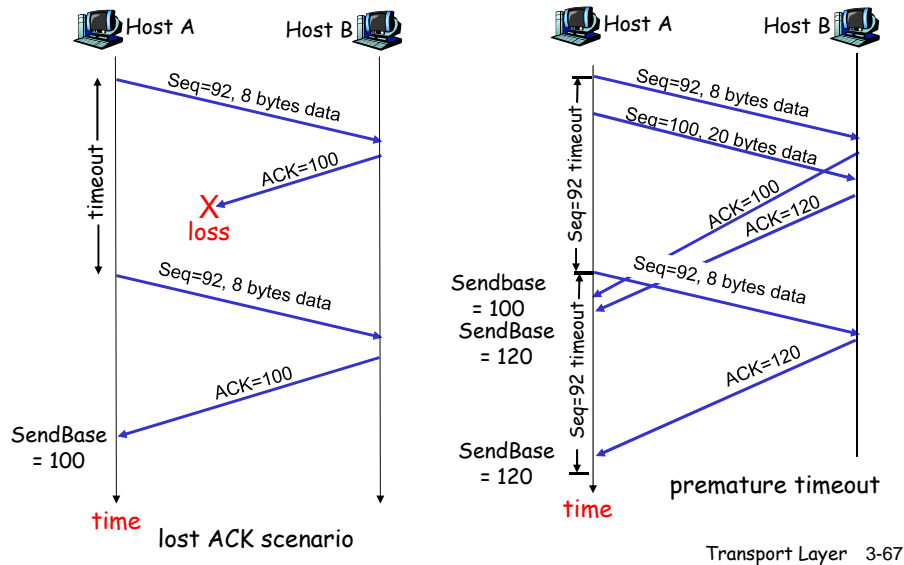 Host A
Host B
Seq=92, 8 bytes data
timeout
ACK=100
X
loss
Seq=92, 8 bytes data
ACK=100
SendBase
= 100
time
lost ACK scenario
Host A
Host B
Seq=92, 8 bytes data
Seq=100, 20 bytes data
Seq=92 timeout
ACK=100
ACK=120
Seq=92, 8 bytes data
Sendbase
= 100
SendBase
= 120
Seq=92 timeout
ACK=120
SendBase
= 120
time
premature timeout
Transport Layer 3-67